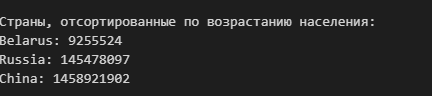 Страны, отсортированные по возрастанию населения:
Belarus: 9255524
Russia: 145478097
China: 1458921902